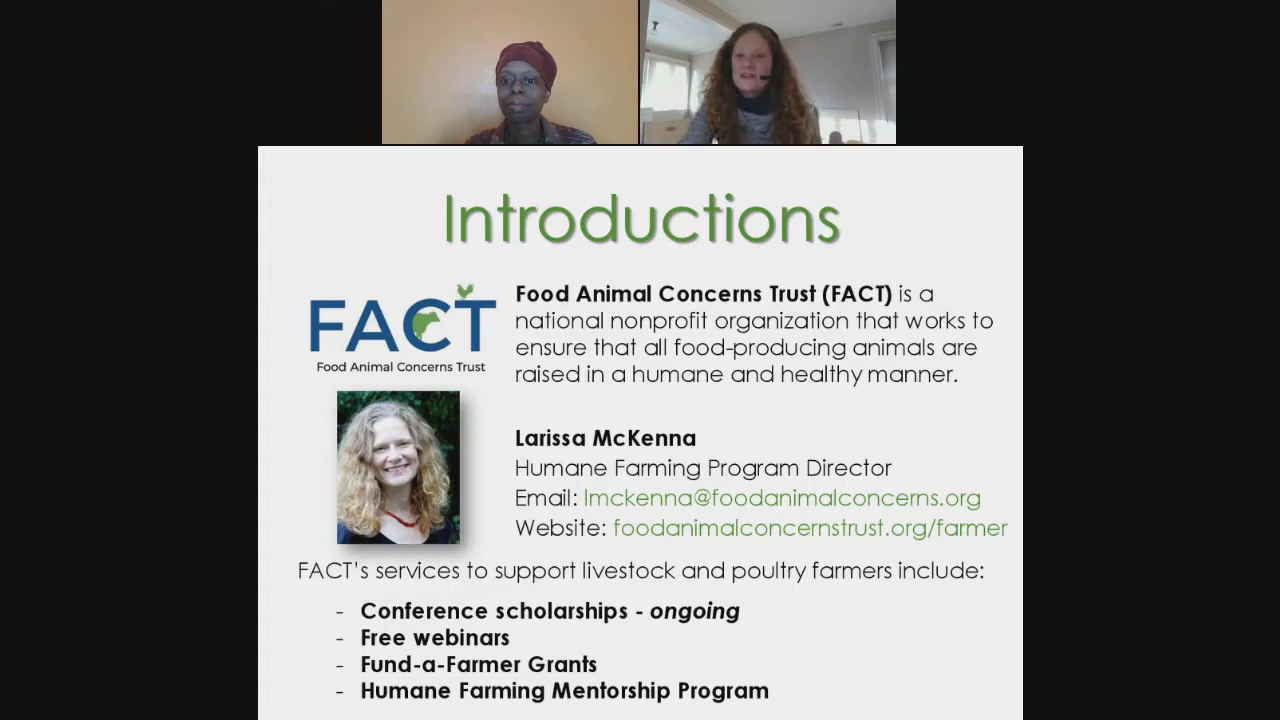 Introductions
FACT
Food Animal Concerns Trust
Food Animal Concerns Trust (FACT) is a
national nonprofit organization that works to
ensure that all food-producing animals are
raised in a humane and healthy manner.
Larissa McKenna
Humane Farming Program Director
Email: lmckenna@foodanimalconcerns.org
Website: foodanimalconcernstrust.org/farmer
FACT's services to support livestock and poultry farmers include:
- Conference scholarships - ongoing
- Free webinars
- Fund-a-Farmer Grants
- Humane Farming Mentorship Program